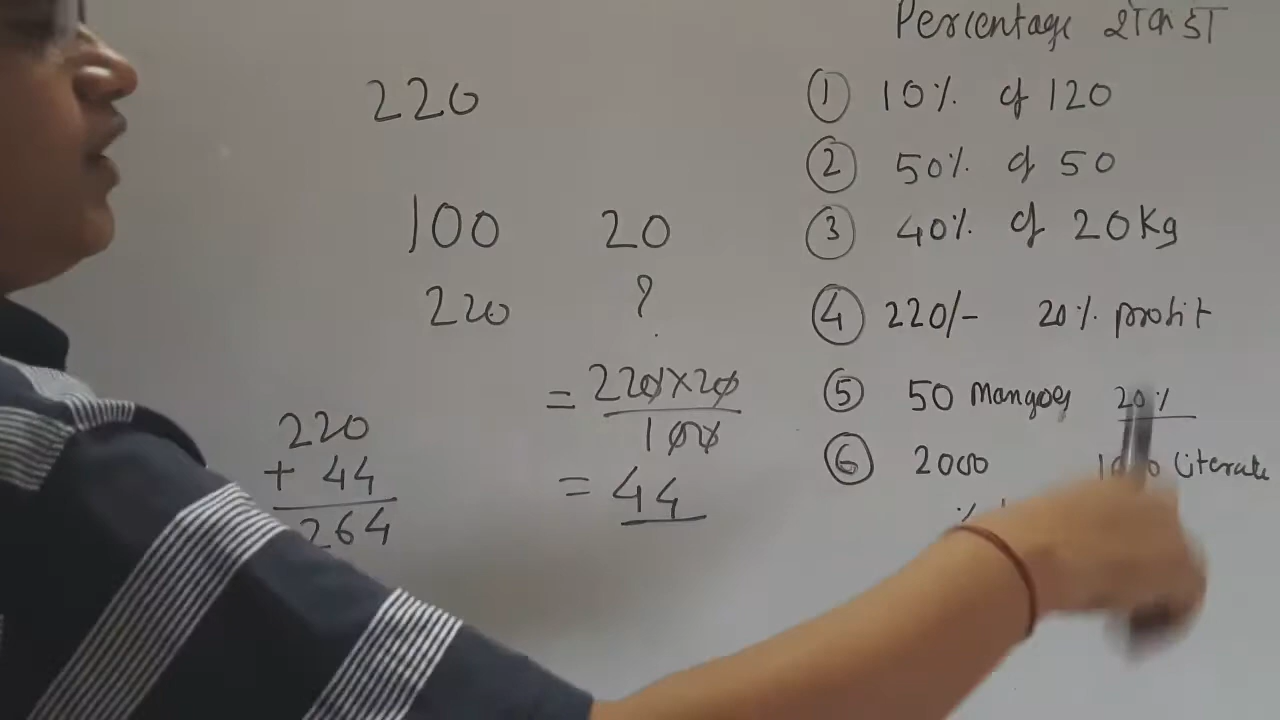 220
100 20
220 ?
= 220×20
100
= 44
220
+ 44
264
Percentage
① 10% of 120
② 50% of 50
③ 40% of 20Kg
④ 220/- 20% profit
⑤ 50 Mangoes 20%
⑥ 2000 literate
%